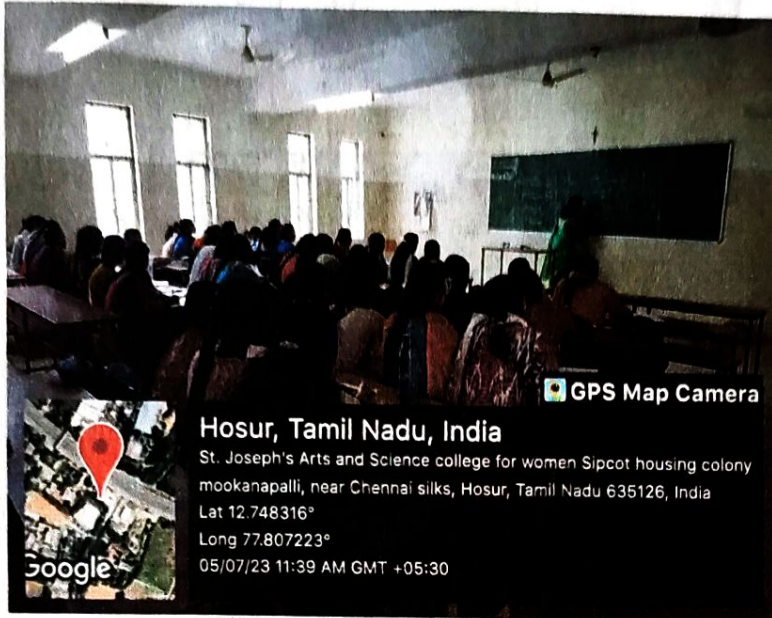 GPS Map Camera
Hosur, Tamil Nadu, India
St. Joseph's Arts and Science college for women Sipcot housing colony
mookanapalli, near Chennai silks, Hosur, Tamil Nadu 635126, India
Lat 12.748316°
Long 77.807223°
05/07/23 11:39 AM GMT +05:30
Google